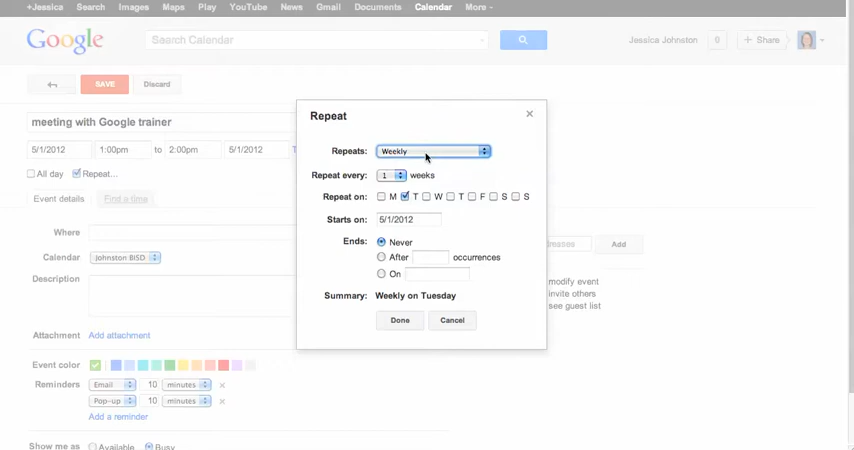 +Jessica Search Images Maps Play YouTube News Gmail Documents Calendar More
Google Search Calendar Jessica Johnston 0 + Share
SAVE Discard
meeting with Google trainer
5/1/2012 1:00pm to 2:00pm 5/1/2012 T
All day Repeat...
Event details Find a time
Where
Calendar Johnston BISD
Description
Attachment Add attachment
Event color
Reminders Email 10 minutes x
Pop-up 10 minutes x
Add a reminder
Show me as Available Busy
Repeat ×
Repeats: Weekly
Repeat every: 1 weeks
Repeat on: M T W T F S S
Starts on: 5/1/2012
Ends: Never
After occurrences
On
Summary: Weekly on Tuesday
Done Cancel
Add
modify event
invite others
see guest list